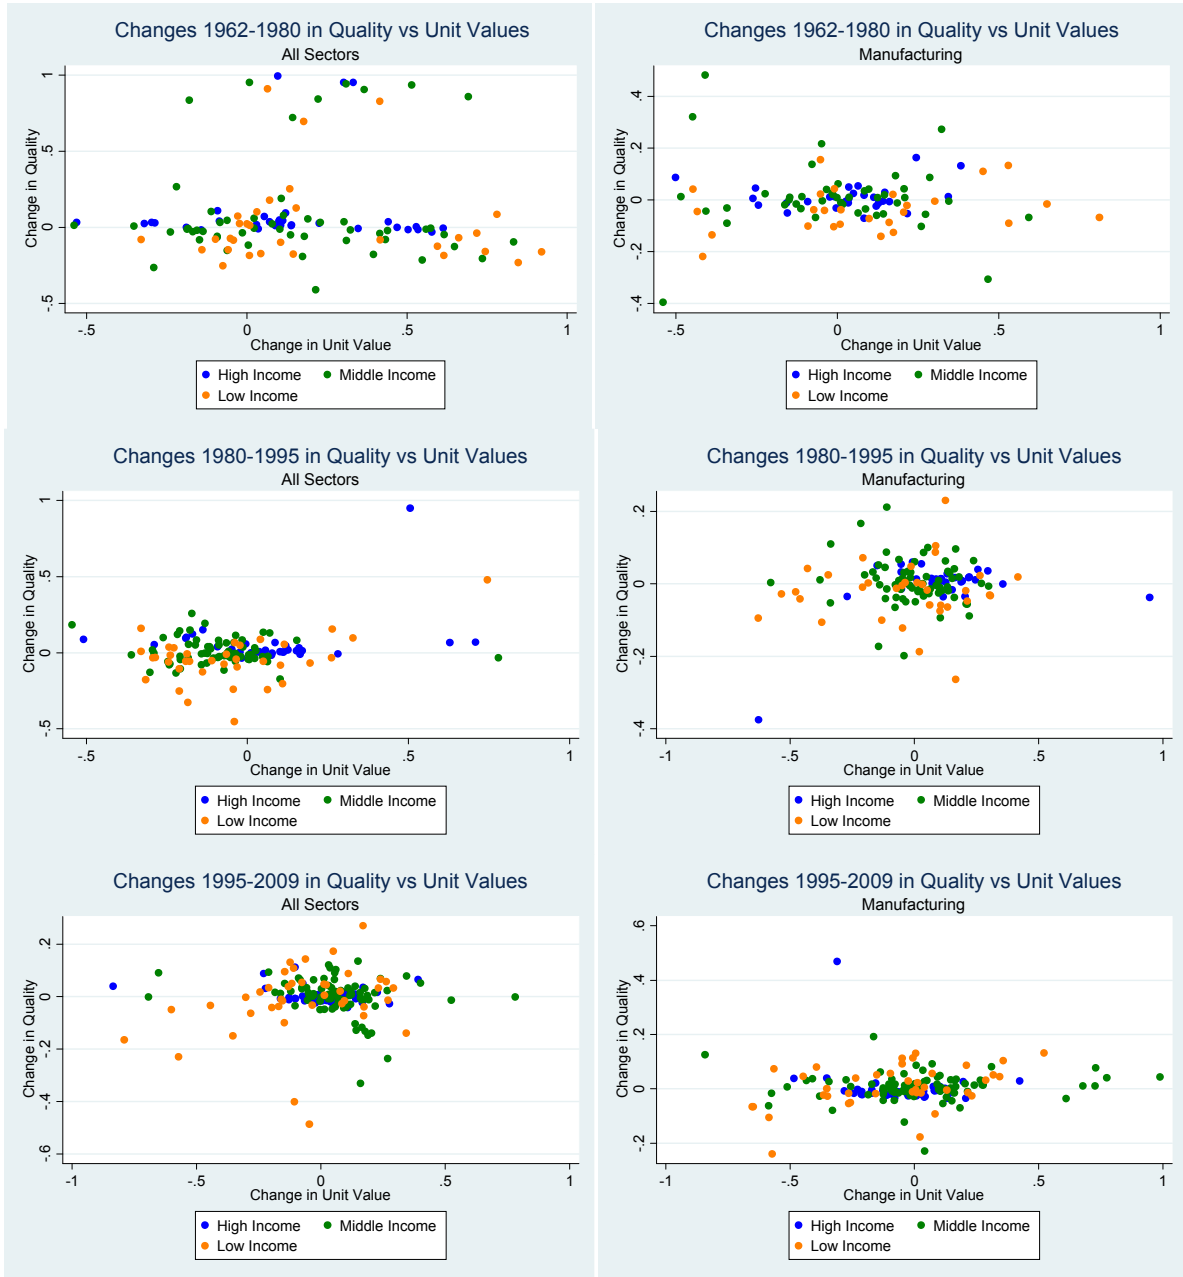 Changes 1962-1980 in Quality vs Unit Values
All Sectors
Change in Quality
1
.5
0
-.5
-.5
0
.5
1
Change in Unit Value
High Income
Middle Income
Low Income
Changes 1962-1980 in Quality vs Unit Values
Manufacturing
Change in Quality
.4
.2
0
-.2
-.4
-.5
0
.5
1
Change in Unit Value
High Income
Middle Income
Low Income
Changes 1980-1995 in Quality vs Unit Values
All Sectors
Change in Quality
1
.5
0
-.5
-.5
0
.5
1
Change in Unit Value
High Income
Middle Income
Low Income
Changes 1980-1995 in Quality vs Unit Values
Manufacturing
Change in Quality
.2
0
-.2
-.4
-1
-.5
0
.5
1
Change in Unit Value
High Income
Middle Income
Low Income
Changes 1995-2009 in Quality vs Unit Values
All Sectors
Change in Quality
.2
0
-.2
-.4
-.6
-1
-.5
0
.5
1
Change in Unit Value
High Income
Middle Income
Low Income
Changes 1995-2009 in Quality vs Unit Values
Manufacturing
Change in Quality
.6
.4
.2
0
-.2
-1
-.5
0
.5
1
Change in Unit Value
High Income
Middle Income
Low Income